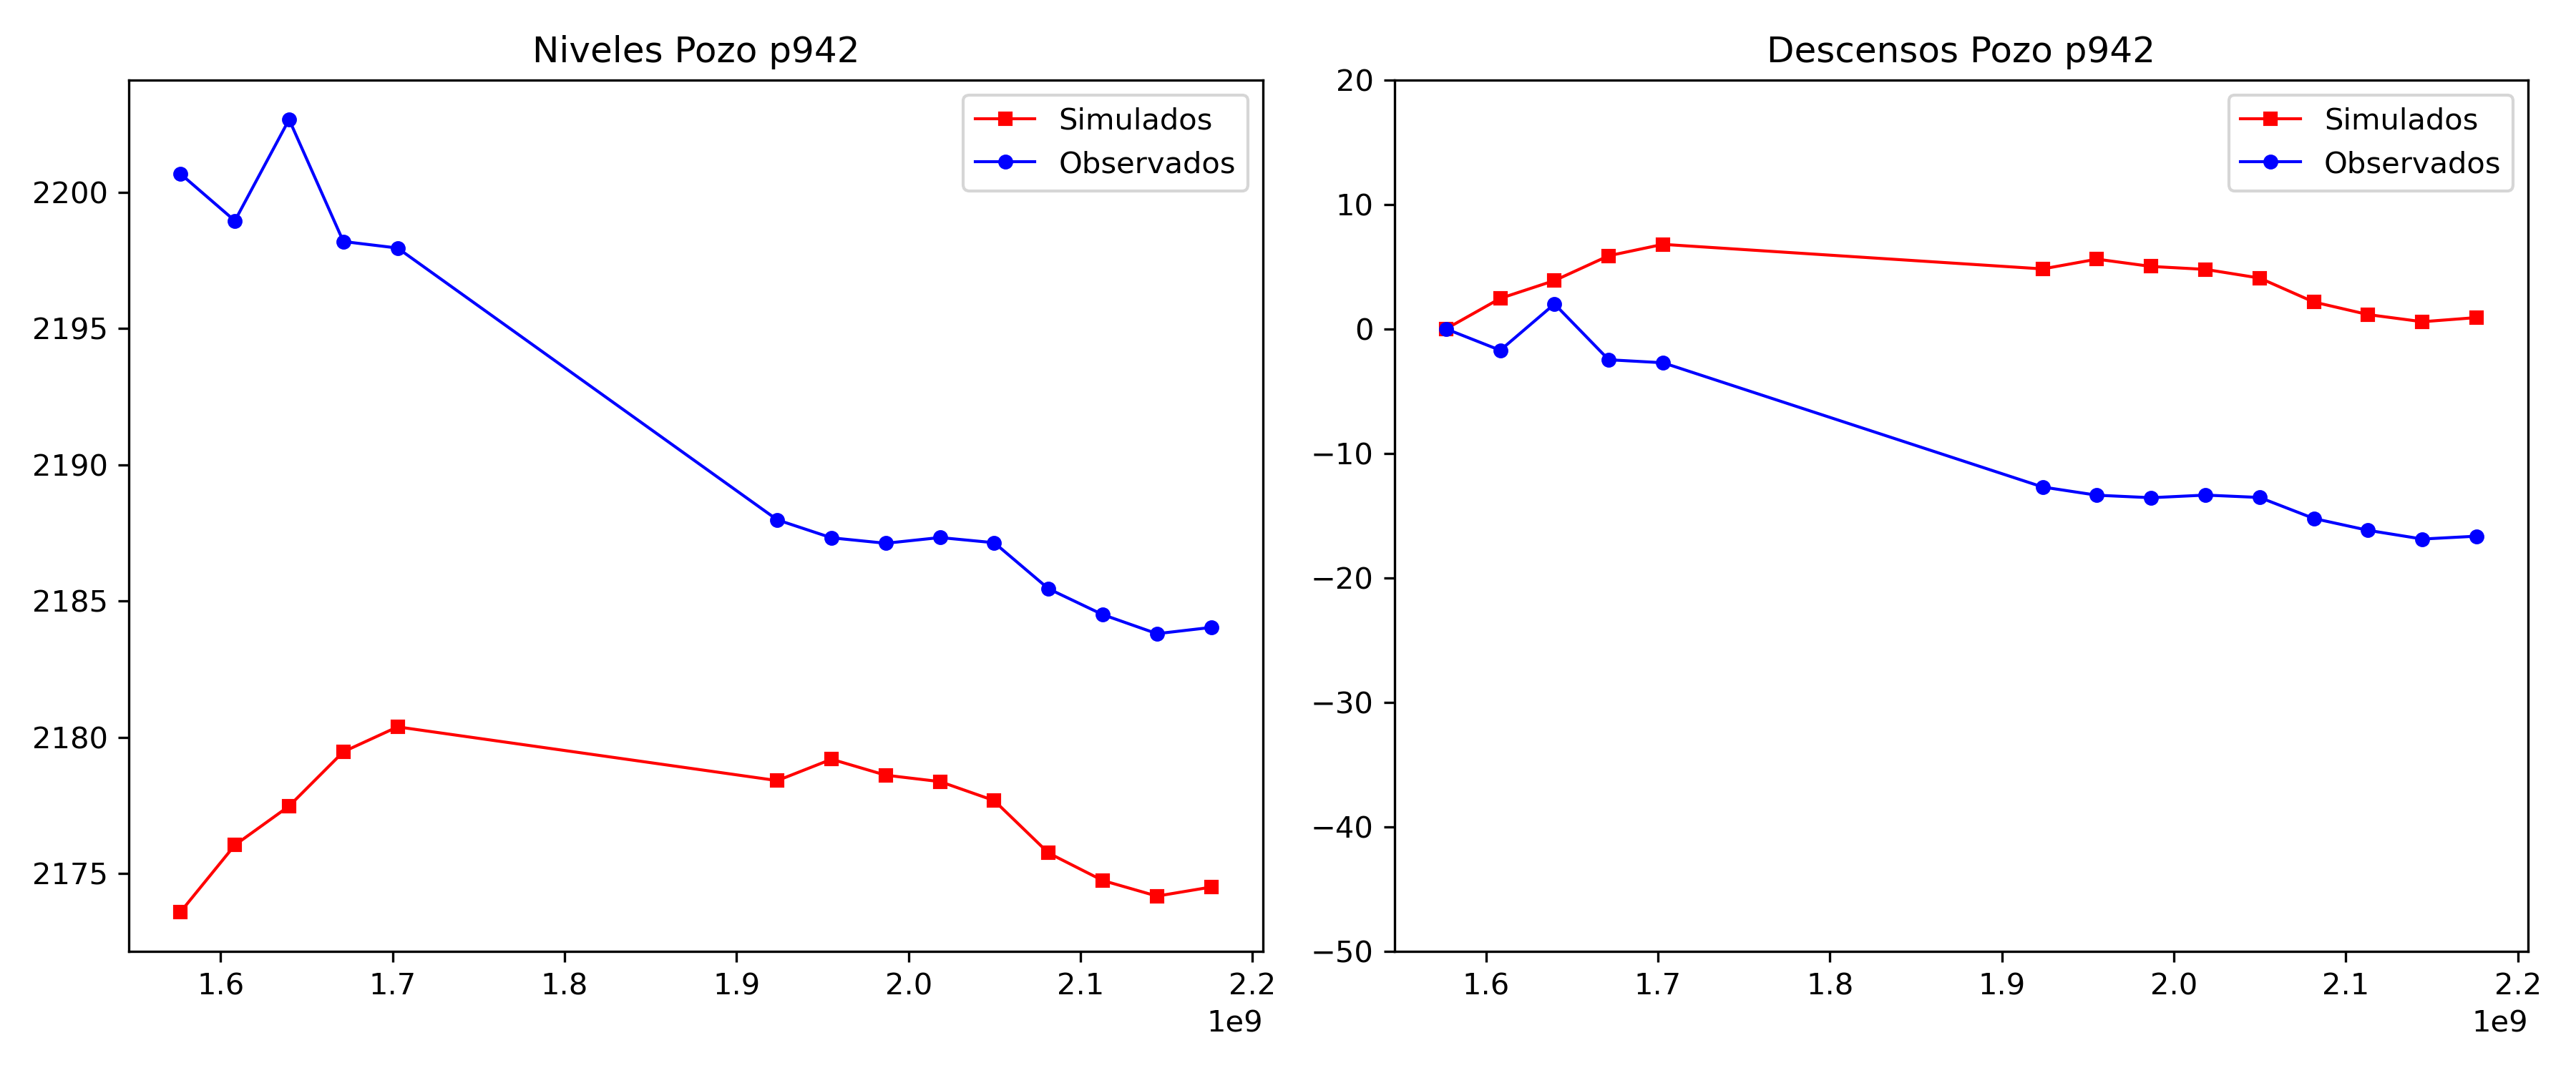 Niveles Pozo p942
Simulados
Observados
2200
2195
2190
2185
2180
2175
1.6 1.7 1.8 1.9 2.0 2.1 2.2
1e9
Descensos Pozo p942
Simulados
Observados
20
10
0
−10
−20
−30
−40
−50
1.6 1.7 1.8 1.9 2.0 2.1 2.2
1e9